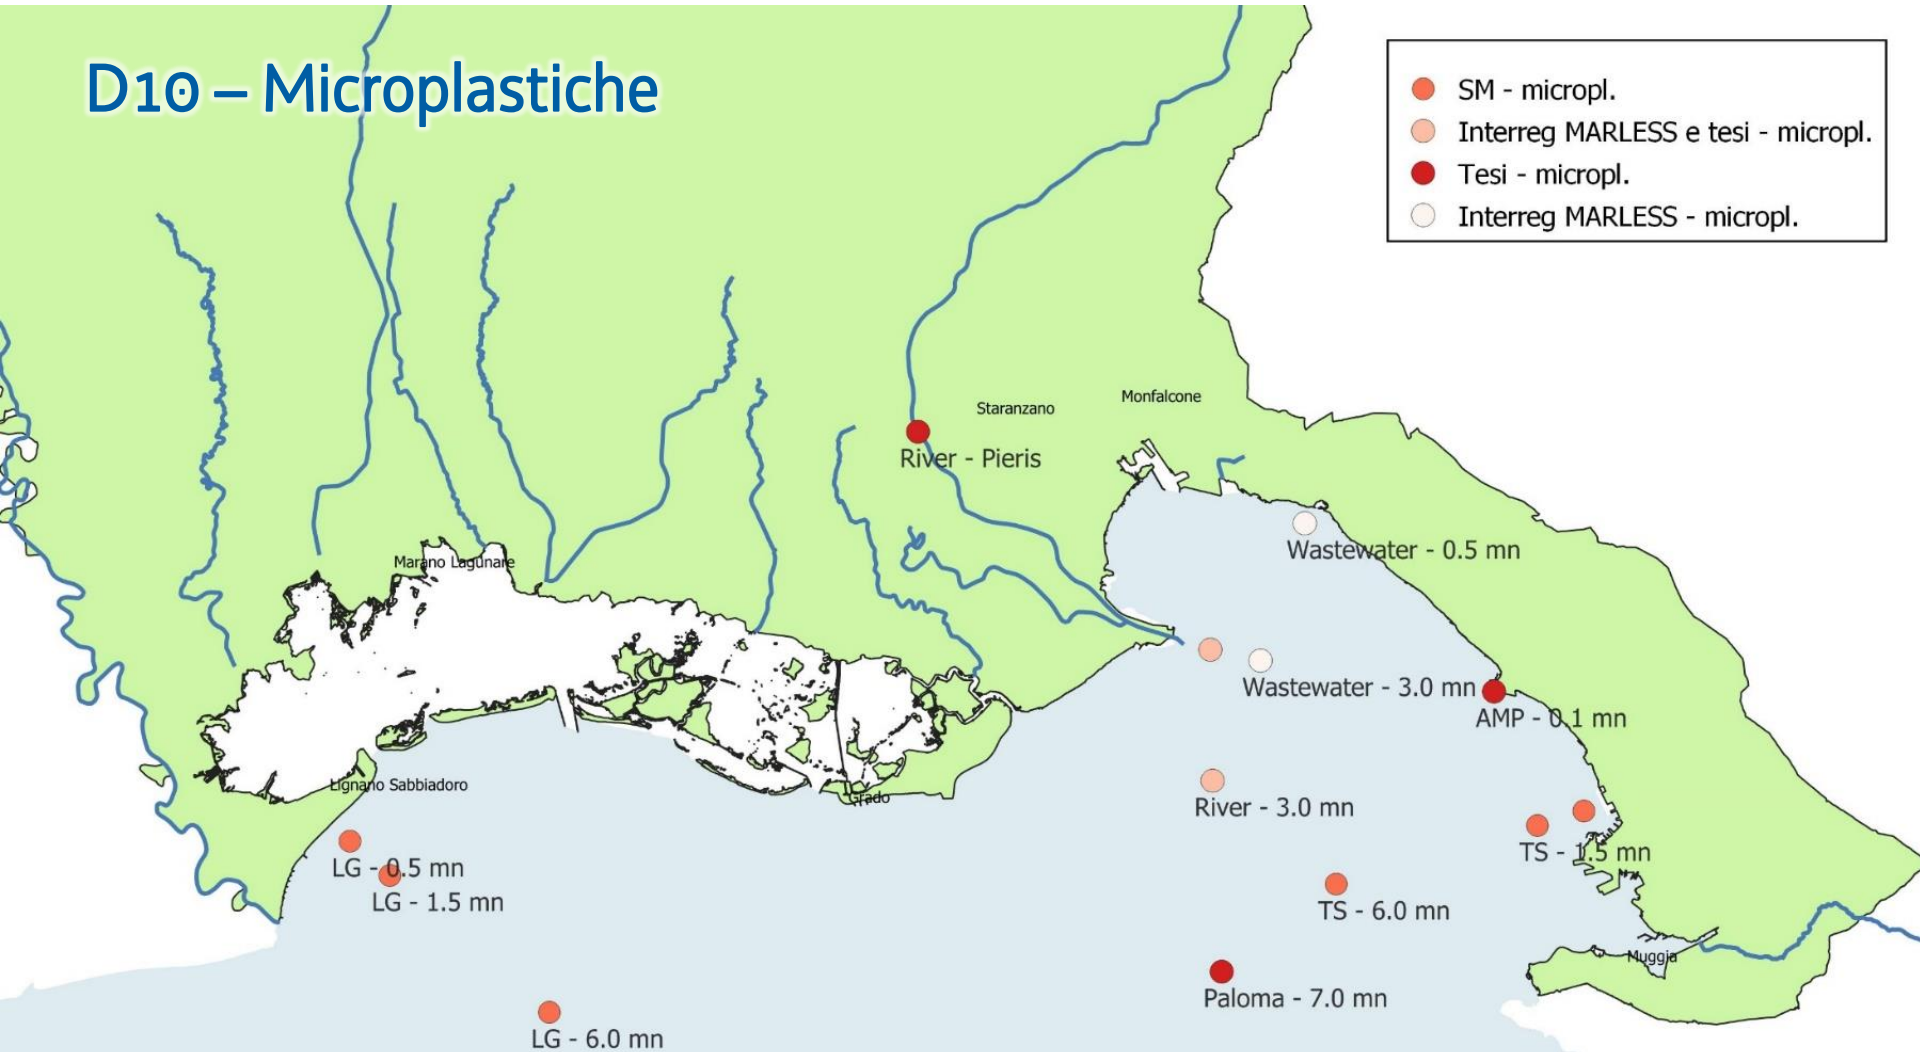 D10 – Microplastiche
SM - micropl.
Interreg MARLESS e tesi - micropl.
Tesi - micropl.
Interreg MARLESS - micropl.
Monfalcone
Staranzano
River - Pieris
Wastewater - 0.5 mn
Marano Lagunare
Wastewater - 3.0 mn
AMP - 0.1 mn
Lignano Sabbiadoro
Grado
River - 3.0 mn
TS - 1.5 mn
LG - 0.5 mn
LG - 1.5 mn
TS - 6.0 mn
Muggia
Paloma - 7.0 mn
LG - 6.0 mn